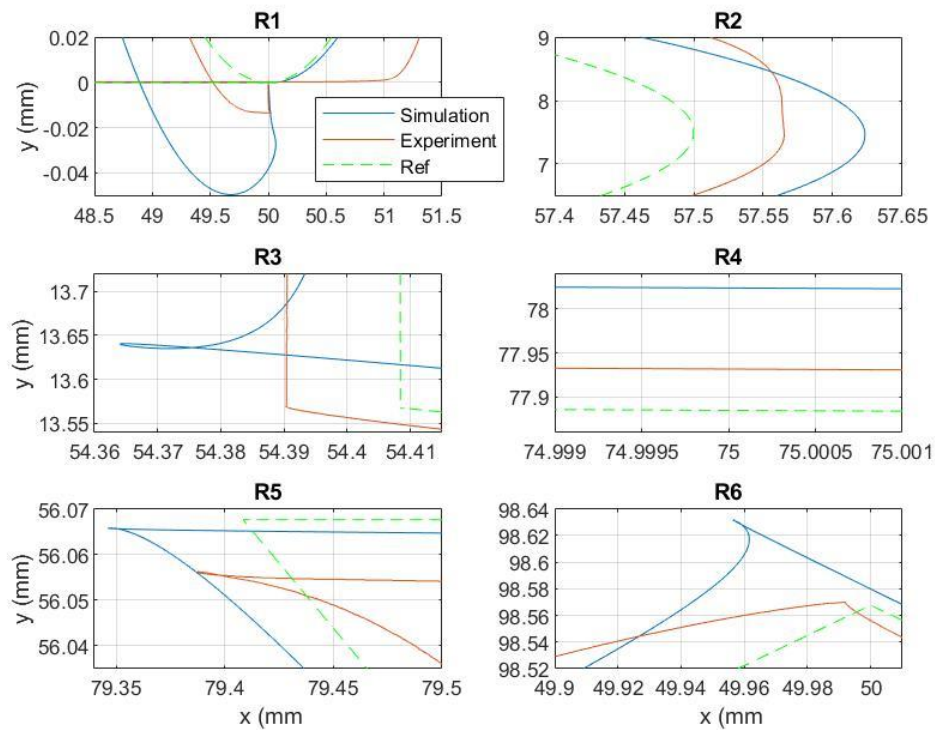 R1
0.02
0
-0.02
-0.04
y (mm)
48.5 49 49.5 50 50.5 51 51.5
Simulation
Experiment
Ref
R2
9
8
7
57.4 57.45 57.5 57.55 57.6 57.65
R3
13.7
13.65
13.6
13.55
y (mm)
54.36 54.37 54.38 54.39 54.4 54.41
R4
78
77.95
77.9
74.999 74.9995 75 75.0005 75.001
R5
56.07
56.06
56.05
56.04
y (mm)
79.35 79.4 79.45 79.5
x (mm
R6
98.64
98.62
98.6
98.58
98.56
98.54
98.52
49.9 49.92 49.94 49.96 49.98 50
x (mm